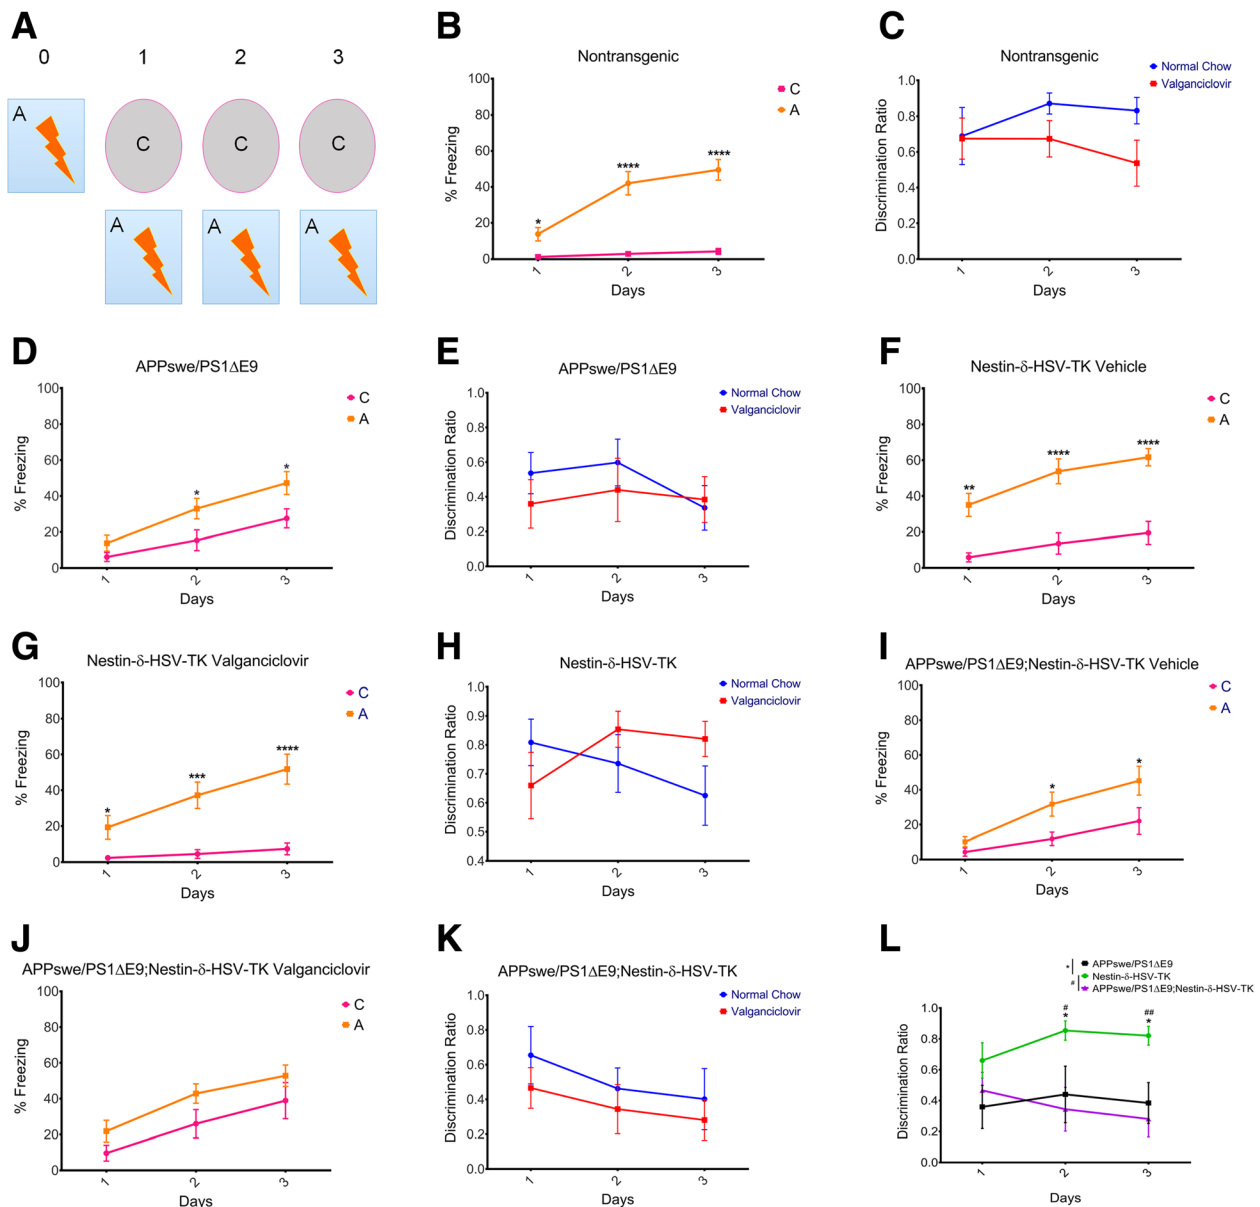 A
0 1 2 3
A C C C
A A A
B
Nontransgenic
% Freezing
100
80
60
40
20
0
* **** ****
C
A
1 2 3
Days
C
Nontransgenic
Discrimination Ratio
1.0
0.8
0.6
0.4
0.2
0.0
Normal Chow
Valganciclovir
1 2 3
Days
D
APPswe/PS1ΔE9
% Freezing
100
80
60
40
20
0
* *
C
A
1 2 3
Days
E
APPswe/PS1ΔE9
Discrimination Ratio
1.0
0.8
0.6
0.4
0.2
0.0
Normal Chow
Valganciclovir
1 2 3
Days
F
Nestin-δ-HSV-TK Vehicle
% Freezing
100
80
60
40
20
0
** **** ****
C
A
1 2 3
Days
G
Nestin-δ-HSV-TK Valganciclovir
% Freezing
100
80
60
40
20
0
* *** ****
C
A
1 2 3
Days
H
Nestin-δ-HSV-TK
Discrimination Ratio
1.0
0.9
0.8
0.7
0.6
0.5
0.4
Normal Chow
Valganciclovir
1 2 3
Days
I
APPswe/PS1ΔE9;Nestin-δ-HSV-TK Vehicle
% Freezing
100
80
60
40
20
0
* *
C
A
1 2 3
Days
J
APPswe/PS1ΔE9;Nestin-δ-HSV-TK Valganciclovir
% Freezing
100
80
60
40
20
0
C
A
1 2 3
Days
K
APPswe/PS1ΔE9;Nestin-δ-HSV-TK
Discrimination Ratio
1.0
0.8
0.6
0.4
0.2
0.0
Normal Chow
Valganciclovir
1 2 3
Days
L
* APPswe/PS1ΔE9
# Nestin-δ-HSV-TK
APPswe/PS1ΔE9;Nestin-δ-HSV-TK
Discrimination Ratio
1.0
0.8
0.6
0.4
0.2
0.0
# ##
* *
1 2 3
Days